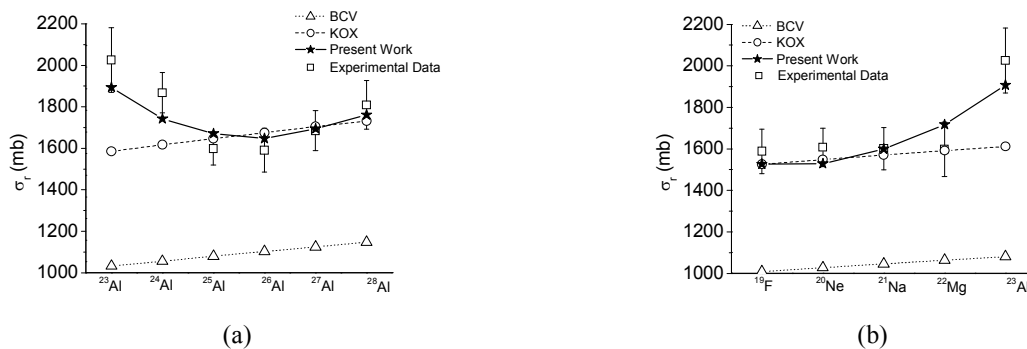 2200
2000
1800
1600
1400
1200
1000
σr (mb)
BCV
KOX
Present Work
Experimental Data
²³Al
²⁴Al
²⁵Al
²⁶Al
²⁷Al
²⁸Al
(a)
2200
2000
1800
1600
1400
1200
1000
σr (mb)
BCV
KOX
Present Work
Experimental Data
¹⁹F
²⁰Ne
²¹Na
²²Mg
²³Al
(b)